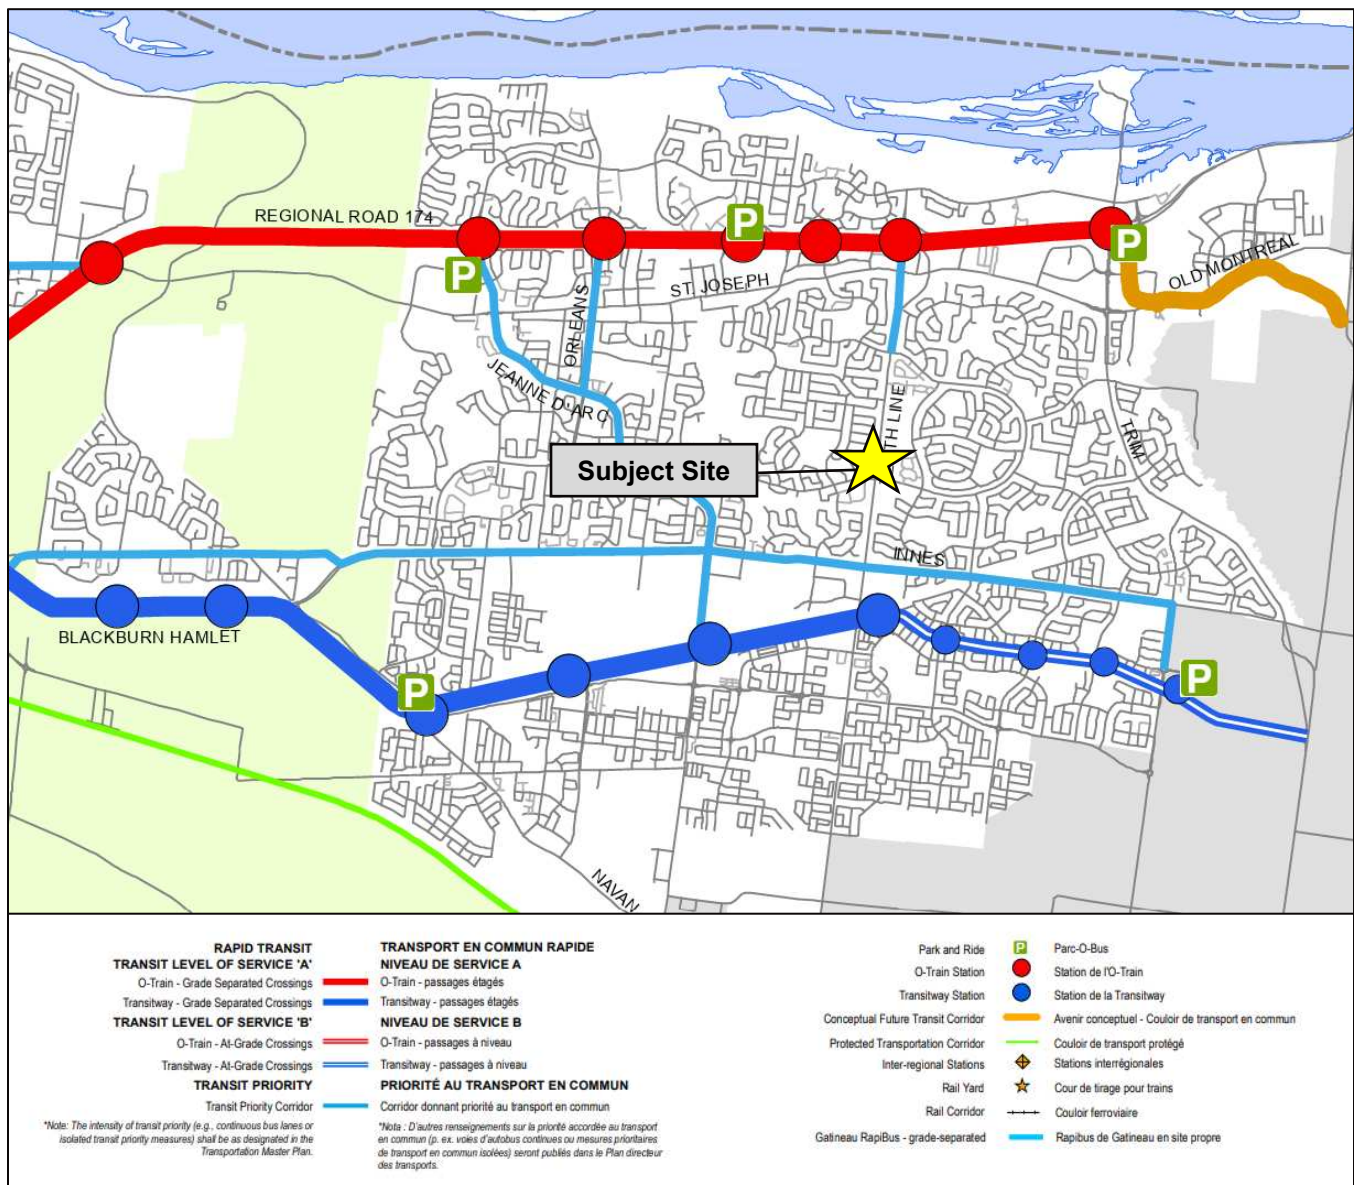 REGIONAL ROAD 174
P
P
P
OLD MONTREAL
ST. JOSEPH
ORLEANS
JEANNE D'ARC
TH LINE
TRIM
Subject Site
INNES
BLACKBURN HAMLET
P
P
NAVAN
RAPID TRANSIT
TRANSIT LEVEL OF SERVICE 'A'
O-Train - Grade Separated Crossings
Transitway - Grade Separated Crossings
TRANSIT LEVEL OF SERVICE 'B'
O-Train - At-Grade Crossings
Transitway - At-Grade Crossings
TRANSIT PRIORITY
Transit Priority Corridor
*Note: The intensity of transit priority (e.g., continuous bus lanes or
isolated transit priority measures) shall be as designated in the
Transportation Master Plan.
TRANSPORT EN COMMUN RAPIDE
NIVEAU DE SERVICE A
O-Train - passages étagés
Transitway - passages étagés
NIVEAU DE SERVICE B
O-Train - passages à niveau
Transitway - passages à niveau
PRIORITÉ AU TRANSPORT EN COMMUN
Corridor donnant priorité au transport en commun
*Nota : D'autres renseignements sur la priorité accordée au transport
en commun (p. ex. voies d'autobus continues ou mesures prioritaires
de transport en commun isolées) seront publiés dans le Plan directeur
des transports.
Park and Ride P Parc-O-Bus
O-Train Station Station de l'O-Train
Transitway Station Station de la Transitway
Conceptual Future Transit Corridor Avenir conceptuel - Couloir de transport en commun
Protected Transportation Corridor Couloir de transport protégé
Inter-regional Stations Stations interrégionales
Rail Yard Cour de tirage pour trains
Rail Corridor Couloir ferroviaire
Gatineau RapiBus - grade-separated Rapibus de Gatineau en site propre